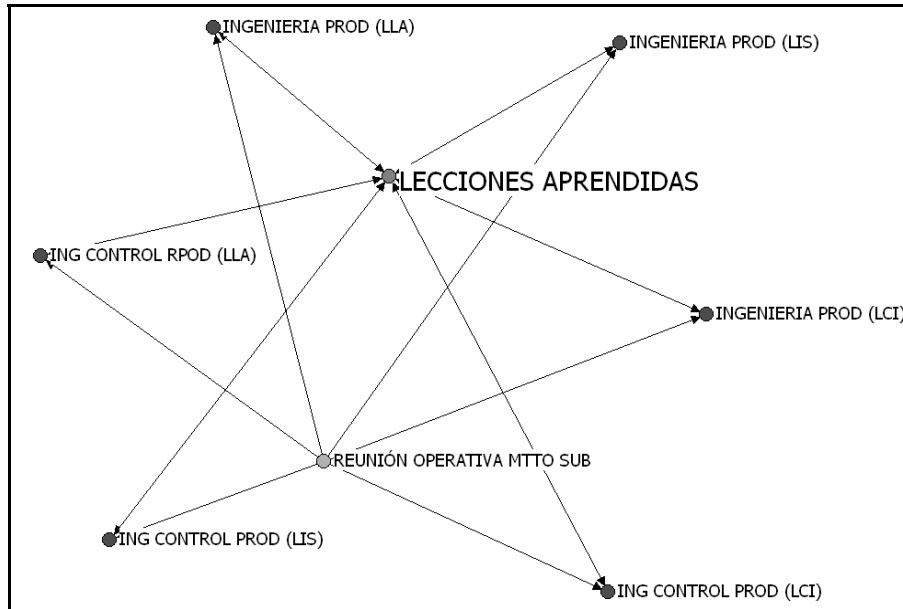 INGENIERIA PROD (LLA)
INGENIERIA PROD (LIS)
LECCIONES APRENDIDAS
ING CONTROL RPOD (LLA)
INGENIERIA PROD (LCI)
REUNIÓN OPERATIVA MTTO SUB
ING CONTROL PROD (LIS)
ING CONTROL PROD (LCI)